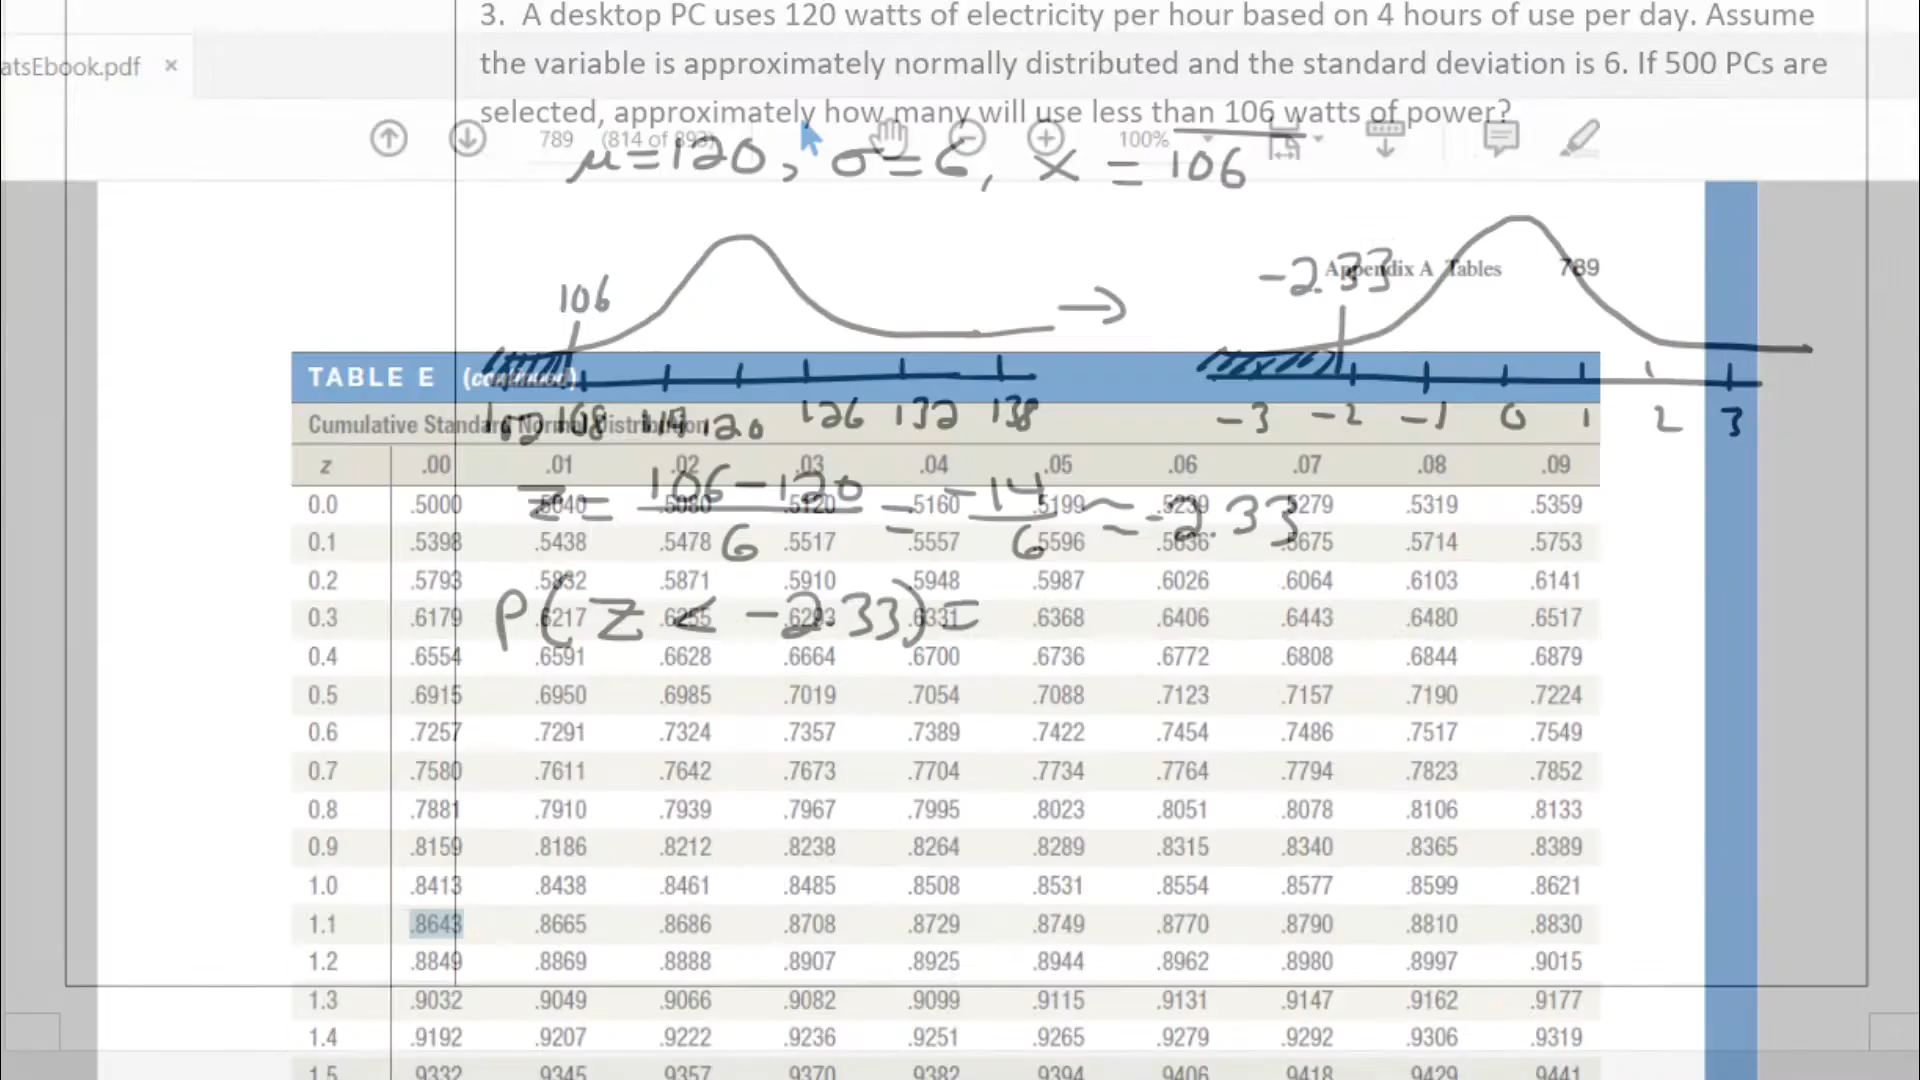 3. A desktop PC uses 120 watts of electricity per hour based on 4 hours of use per day. Assume
atsEbook.pdf ×
the variable is approximately normally distributed and the standard deviation is 6. If 500 PCs are
selected, approximately how many will use less than 106 watts of power?
789 (814 of 893) 100%
μ = 120, σ = 6, x = 106
-2.33 Appendix A Tables 789
106
TABLE E (continued)
102 108 114 120 126 132 138 -3 -2 -1 0 1 2 3
Cumulative Standard Normal Distribution
z .00 .01 .02 .03 .04 .05 .06 .07 .08 .09
z = 106 - 120 / 6 = -14 / 6 ≈ -2.33
0.0 .5000 .5040 .5080 .5120 .5160 .5199 .5239 .5279 .5319 .5359
0.1 .5398 .5438 .5478 .5517 .5557 .5596 .5636 .5675 .5714 .5753
0.2 .5793 .5832 .5871 .5910 .5948 .5987 .6026 .6064 .6103 .6141
P(z < -2.33) =
0.3 .6179 .6217 .6255 .6293 .6331 .6368 .6406 .6443 .6480 .6517
0.4 .6554 .6591 .6628 .6664 .6700 .6736 .6772 .6808 .6844 .6879
0.5 .6915 .6950 .6985 .7019 .7054 .7088 .7123 .7157 .7190 .7224
0.6 .7257 .7291 .7324 .7357 .7389 .7422 .7454 .7486 .7517 .7549
0.7 .7580 .7611 .7642 .7673 .7704 .7734 .7764 .7794 .7823 .7852
0.8 .7881 .7910 .7939 .7967 .7995 .8023 .8051 .8078 .8106 .8133
0.9 .8159 .8186 .8212 .8238 .8264 .8289 .8315 .8340 .8365 .8389
1.0 .8413 .8438 .8461 .8485 .8508 .8531 .8554 .8577 .8599 .8621
1.1 .8643 .8665 .8686 .8708 .8729 .8749 .8770 .8790 .8810 .8830
1.2 .8849 .8869 .8888 .8907 .8925 .8944 .8962 .8980 .8997 .9015
1.3 .9032 .9049 .9066 .9082 .9099 .9115 .9131 .9147 .9162 .9177
1.4 .9192 .9207 .9222 .9236 .9251 .9265 .9279 .9292 .9306 .9319
1.5 .9332 .9345 .9357 .9370 .9382 .9394 .9406 .9418 .9429 .9441